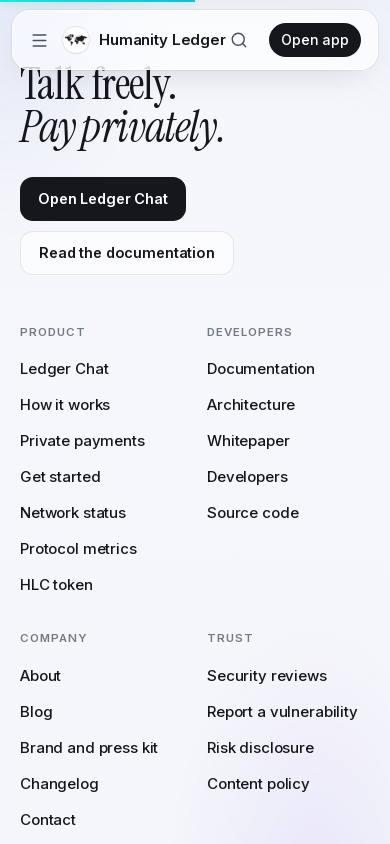 Humanity Ledger
Open app
Talk freely.
Pay privately.
Open Ledger Chat
Read the documentation
PRODUCT
Ledger Chat
How it works
Private payments
Get started
Network status
Protocol metrics
HLC token
DEVELOPERS
Documentation
Architecture
Whitepaper
Developers
Source code
COMPANY
About
Blog
Brand and press kit
Changelog
Contact
TRUST
Security reviews
Report a vulnerability
Risk disclosure
Content policy